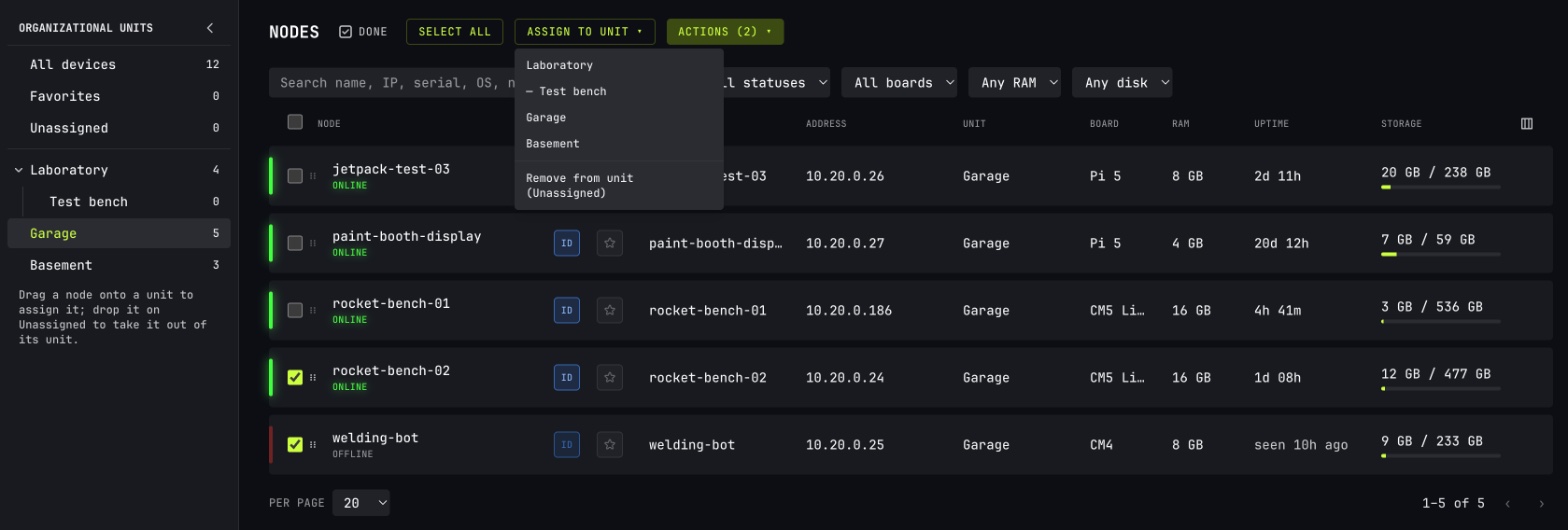 ORGANIZATIONAL UNITS
All devices 12
Favorites 0
Unassigned 0
Laboratory 4
Test bench 0
Garage 5
Basement 3
Drag a node onto a unit to
assign it; drop it on
Unassigned to take it out of
its unit.
NODES DONE SELECT ALL ASSIGN TO UNIT ACTIONS (2)
Laboratory
— Test bench
Garage
Basement
Remove from unit
(Unassigned)
Search name, IP, serial, OS, statuses All boards Any RAM Any disk
NODE ADDRESS UNIT BOARD RAM UPTIME STORAGE
jetpack-test-03 est-03 10.20.0.26 Garage Pi 5 8 GB 2d 11h 20 GB / 238 GB
ONLINE
paint-booth-display ID paint-booth-disp… 10.20.0.27 Garage Pi 5 4 GB 20d 12h 7 GB / 59 GB
ONLINE
rocket-bench-01 ID rocket-bench-01 10.20.0.186 Garage CM5 Li… 16 GB 4h 41m 3 GB / 536 GB
ONLINE
rocket-bench-02 ID rocket-bench-02 10.20.0.24 Garage CM5 Li… 16 GB 1d 08h 12 GB / 477 GB
ONLINE
welding-bot ID welding-bot 10.20.0.25 Garage CM4 8 GB seen 10h ago 9 GB / 233 GB
OFFLINE
PER PAGE 20 1–5 of 5